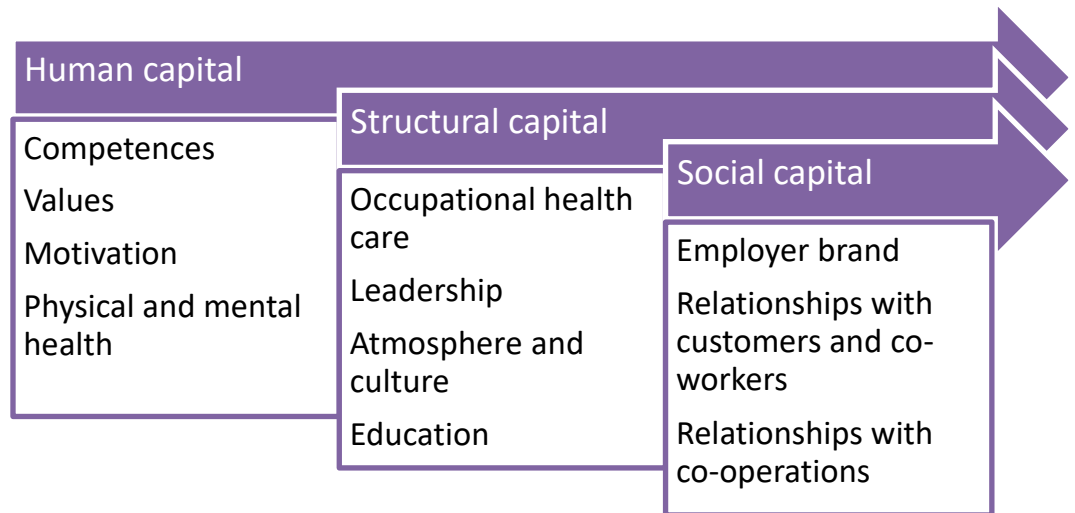 Human capital
Competences
Values
Motivation
Physical and mental
health
Structural capital
Occupational health
care
Leadership
Atmosphere and
culture
Education
Social capital
Employer brand
Relationships with
customers and co-
workers
Relationships with
co-operations